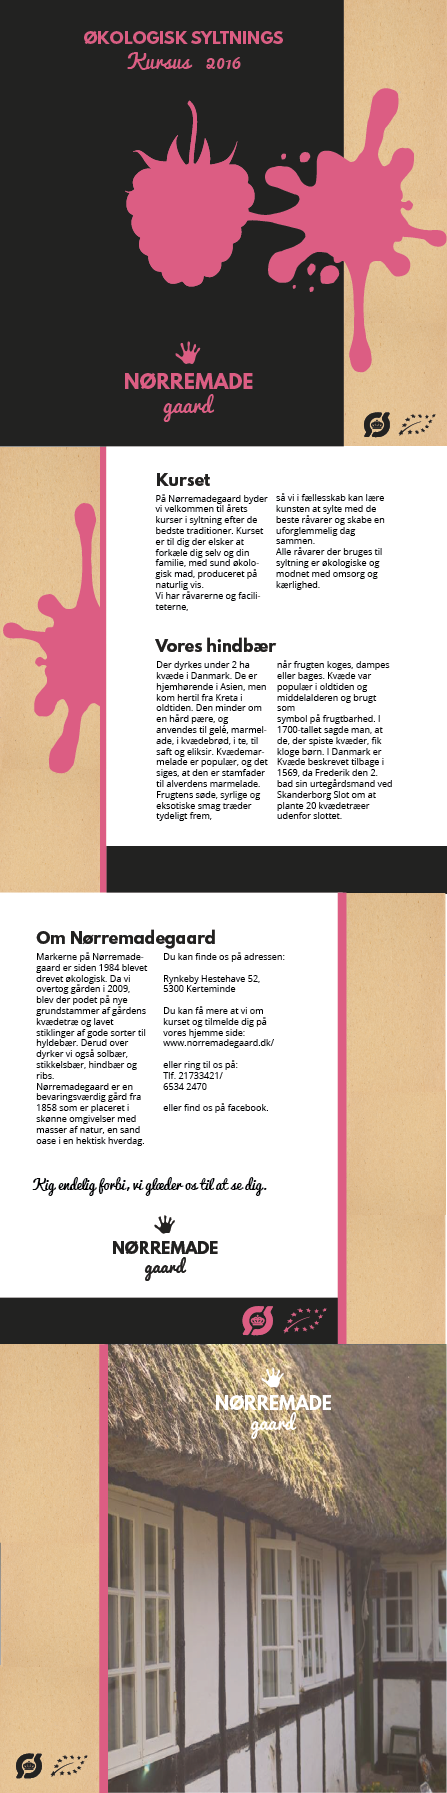 ØKOLOGISK SYLTNINGS
Kursus 2016
NØRREMADE
gaard
Kurset
På Nørremadegaard byder
vi velkommen til årets
kurser i syltning efter de
bedste traditioner. Kurset
er til dig der elsker at
forkæle dig selv og din
familie, med sund økolo-
gisk mad, produceret på
naturlig vis.
Vi har råvarerne og facili-
teterne,
så vi i fællesskab kan lære
kunsten at sylte med de
beste råvarer og skabe en
uforglemmelig dag
sammen.
Alle råvarer der bruges til
syltning er økologiske og
modnet med omsorg og
kærlighed.
Vores hindbær
Der dyrkes under 2 ha
kvæde i Danmark. De er
hjemhørende i Asien, men
kom hertil fra Kreta i
oldtiden. Den minder om
en hård pære, og
anvendes til gelé, marmel-
ade, i kvædebrød, i te, til
saft og eliksir. Kvædemar-
melade er populær, og det
siges, at den er stamfader
til alverdens marmelade.
Frugtens søde, syrlige og
eksotiske smag træder
tydeligt frem,
når frugten koges, dampes
eller bages. Kvæde var
populær i oldtiden og
middelalderen og brugt
som
symbol på frugtbarhed. I
1700-tallet sagde man, at
de, der spiste kvæder, fik
kloge børn. I Danmark er
Kvæde beskrevet tilbage i
1569, da Frederik den 2.
bad sin urtegårdsmand ved
Skanderborg Slot om at
plante 20 kvædetræer
udenfor slottet.
Om Nørremadegaard
Markerne på Nørremade-
gaard er siden 1984 blevet
drevet økologisk. Da vi
overtog gården i 2009,
blev der podet på nye
grundstammer af gårdens
kvædetræ og lavet
stiklinger af gode sorter til
hyldebær. Derud over
dyrker vi også solbær,
stikkelsbær, hindbær og
ribs.
Nørremadegaard er en
bevaringsværdig gård fra
1858 som er placeret i
skønne omgivelser med
masser af natur, en sand
oase i en hektisk hverdag.
Du kan finde os på adressen:
Rynkeby Hestehave 52,
5300 Kerteminde
Du kan få mere at vi om
kurset og tilmelde dig på
vores hjemme side:
www.norremadegaard.dk/
eller ring til os på:
Tlf. 21733421/
6534 2470
eller find os på facebook.
Kig endelig forbi, vi glæder os til at se dig.
NØRREMADE
gaard
NØRREMADE
gaard